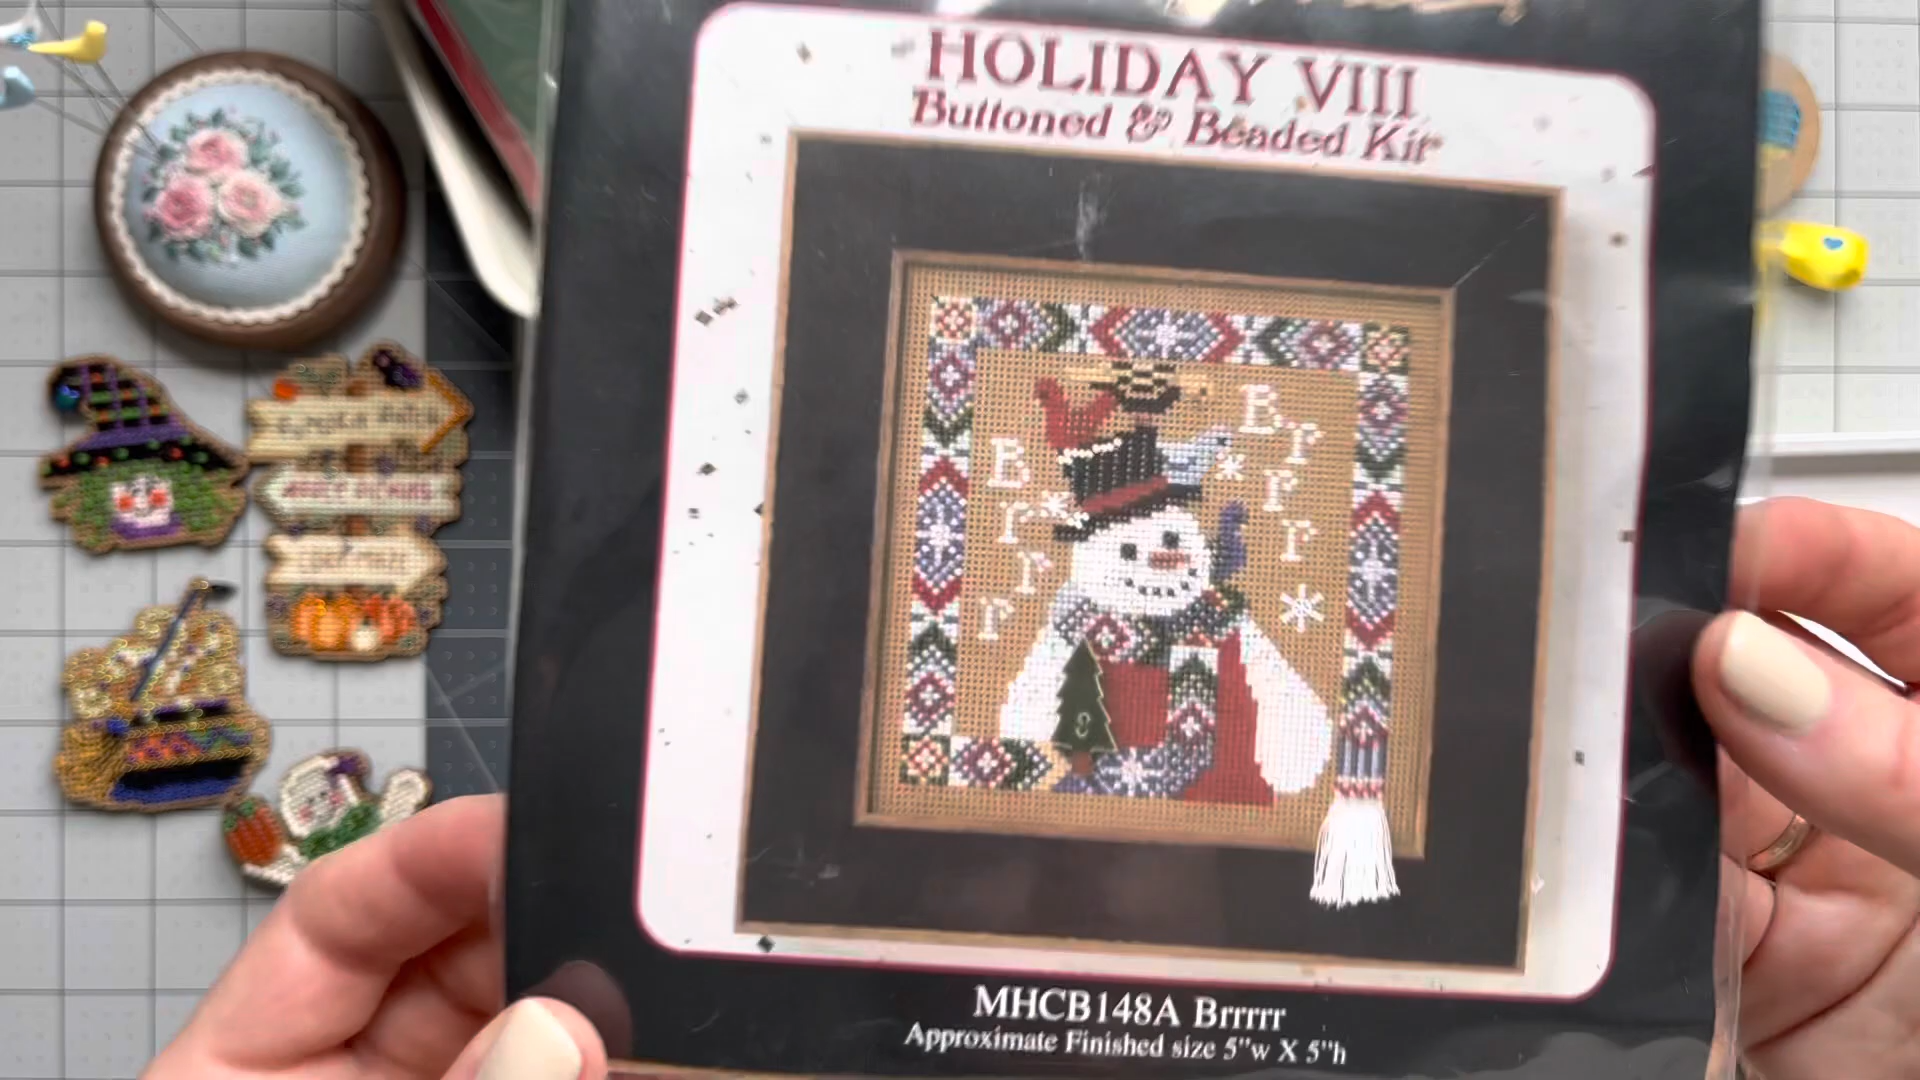 HOLIDAY VIII
Buttoned & Beaded Kit
B r r r
B r r r
MHCB148A Brrrrr
Approximate Finished size 5"w X 5"h